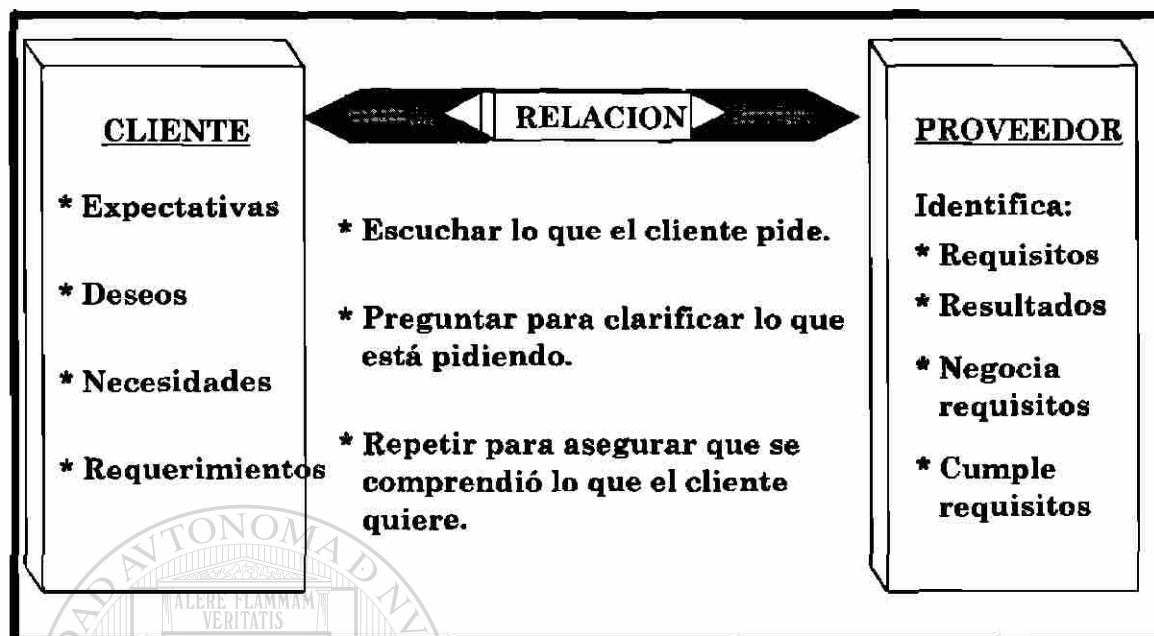 CLIENTE
* Expectativas
* Deseos
* Necesidades
* Requerimientos
RELACION
* Escuchar lo que el cliente pide.
* Preguntar para clarificar lo que
está pidiendo.
* Repetir para asegurar que se
comprendió lo que el cliente
quiere.
PROVEEDOR
Identifica:
* Requisitos
* Resultados
* Negocia
requisitos
* Cumple
requisitos
AVTONOMA
ALERE FLAMMAM
VERITATIS